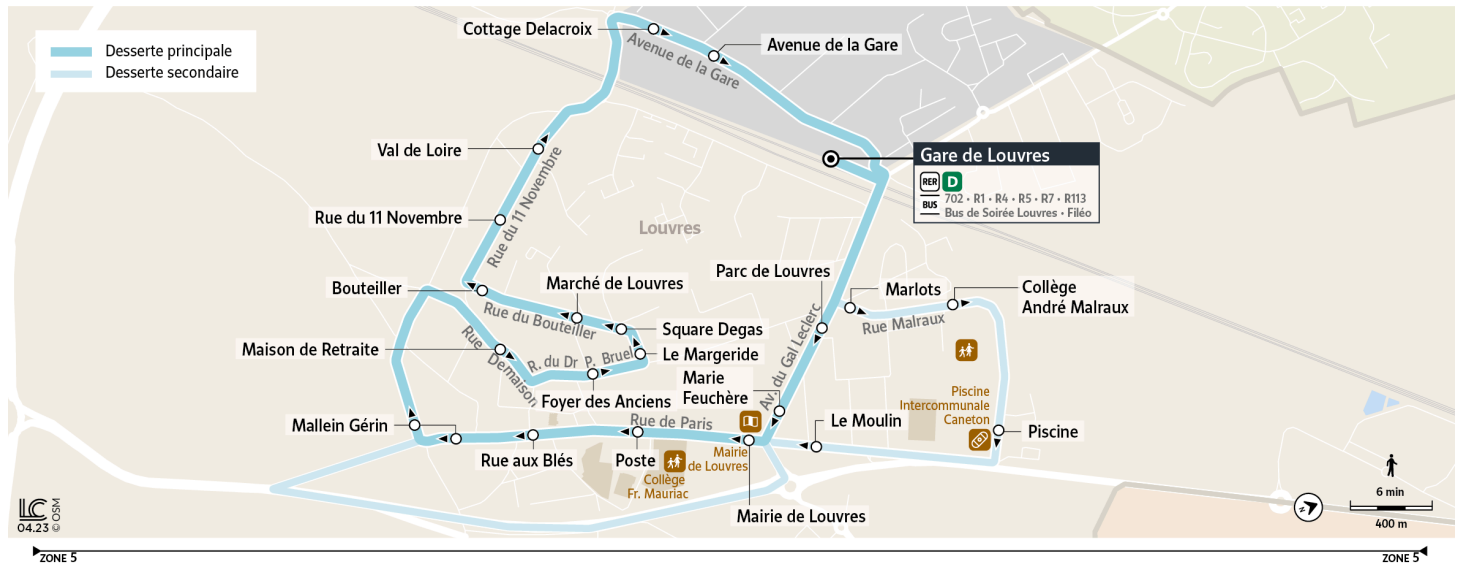 Desserte principale
Desserte secondaire
Cottage Delacroix
Avenue de la Gare
Avenue de la Gare
Val de Loire
Gare de Louvres
RER D
BUS
702 • R1 • R4 • R5 • R7 • R113
Bus de Soirée Louvres • Filéo
Rue du 11 Novembre
Rue du 11 Novembre
Louvres
Parc de Louvres
Marlots
Collège
André Malraux
Rue Malraux
Bouteiller
Marché de Louvres
Rue du Bouteiller
Square Degas
Av. du Gal Leclerc
Maison de Retraite
Rue Demaison
R. du Dr P. Bruel
Le Margeride
Marie
Feuchère
Foyer des Anciens
Piscine
Intercommunale
Caneton
Mallein Gérin
Rue de Paris
Le Moulin
Piscine
Rue aux Blés
Poste
Mairie
de Louvres
Collège
Fr. Mauriac
Mairie de Louvres
LC
04.23
© OSM
N
6 min
400 m
ZONE 5
ZONE 5